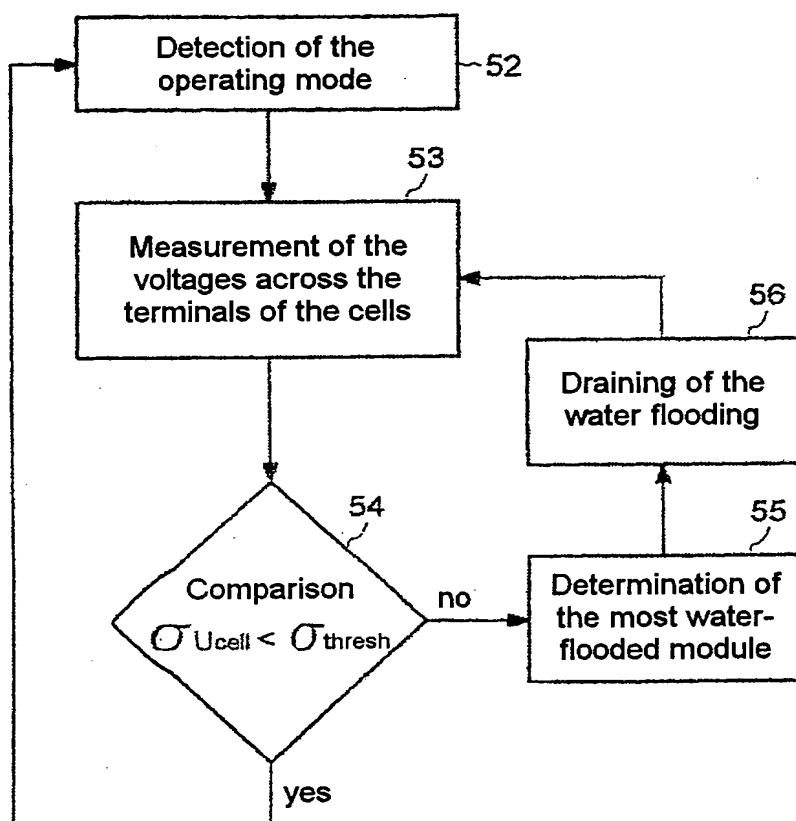 Detection of the
operating mode
52
53
Measurement of the
voltages across the
terminals of the cells
56
Draining of the
water flooding
54
Comparison
σ Ucell < σ thresh
no
55
Determination of
the most water-
flooded module
yes